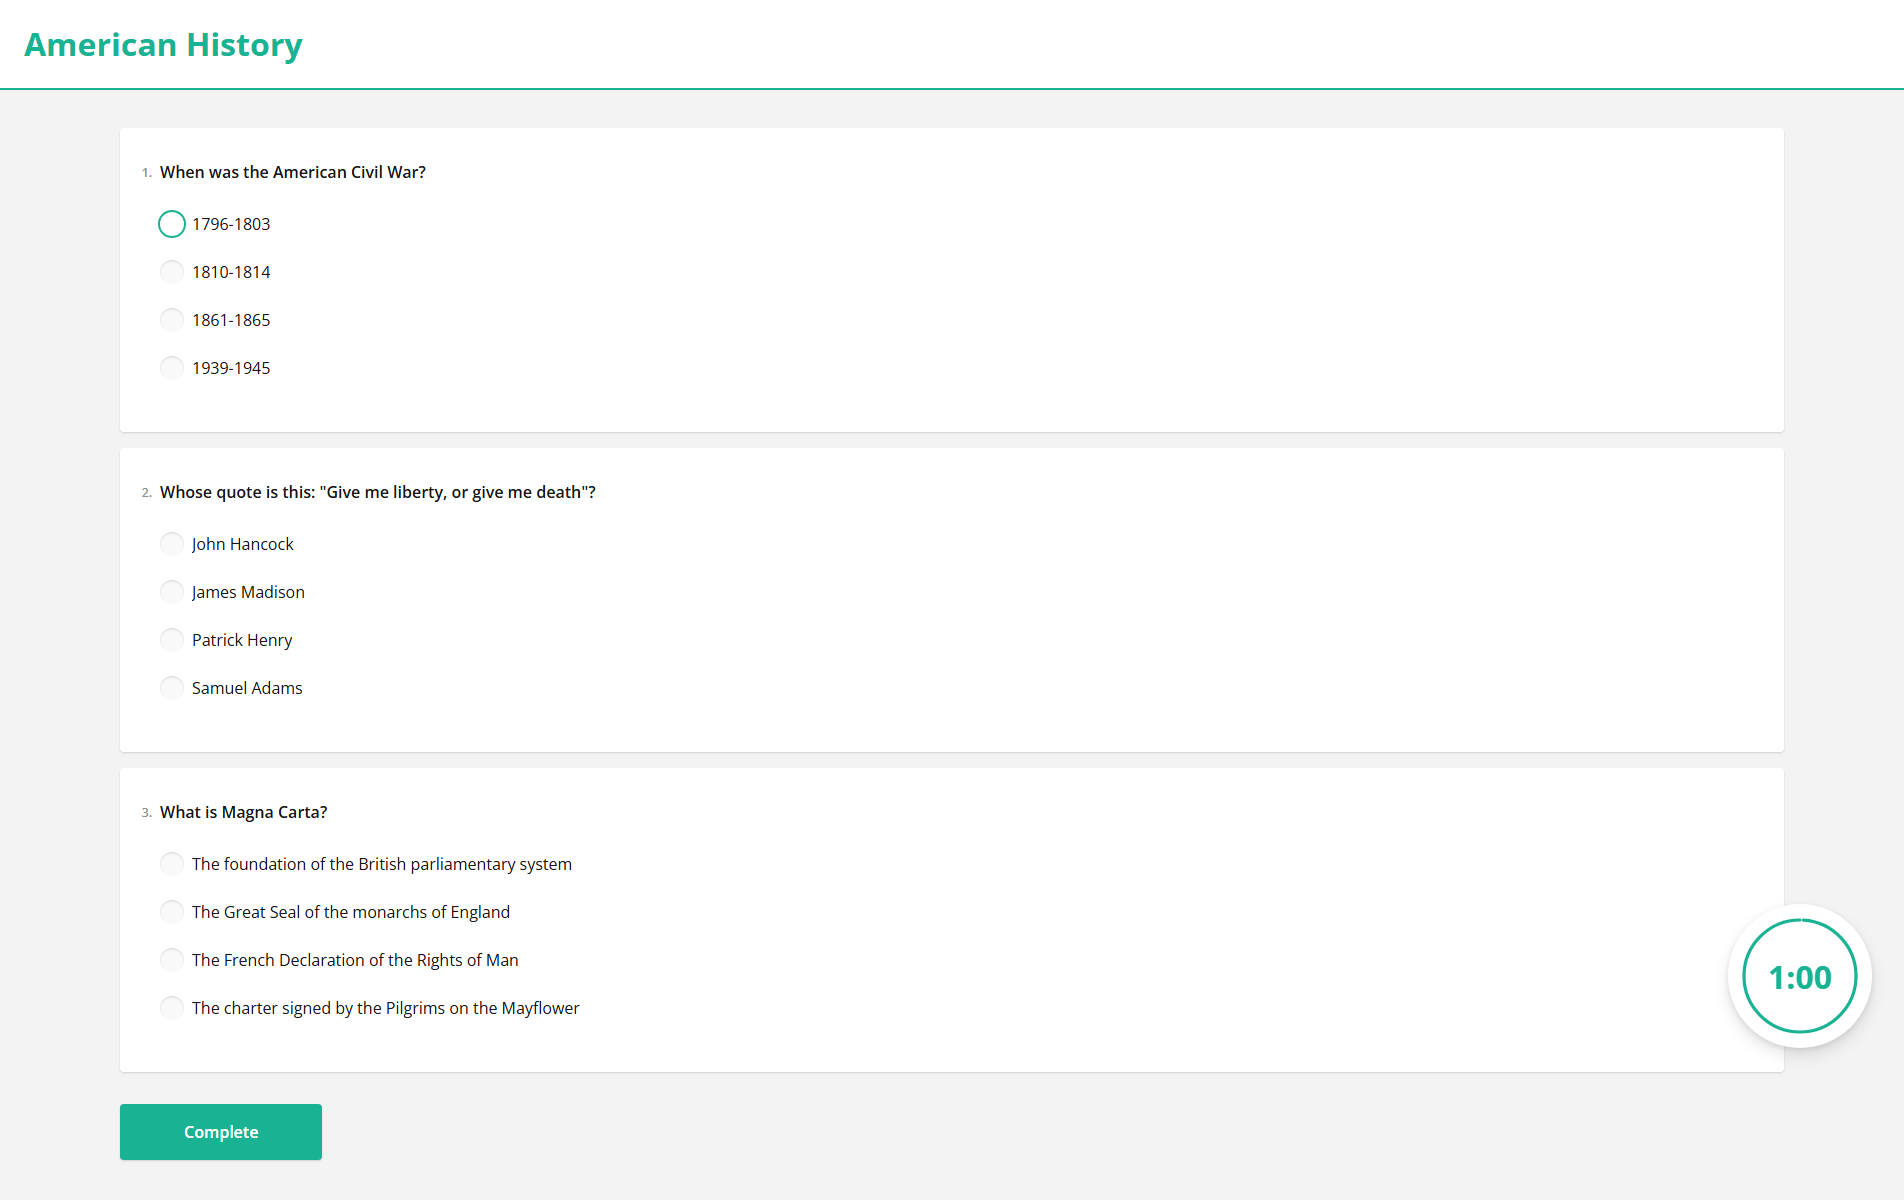 American History
1. When was the American Civil War?
1796-1803
1810-1814
1861-1865
1939-1945
2. Whose quote is this: "Give me liberty, or give me death"?
John Hancock
James Madison
Patrick Henry
Samuel Adams
3. What is Magna Carta?
The foundation of the British parliamentary system
The Great Seal of the monarchs of England
The French Declaration of the Rights of Man
The charter signed by the Pilgrims on the Mayflower
1:00
Complete